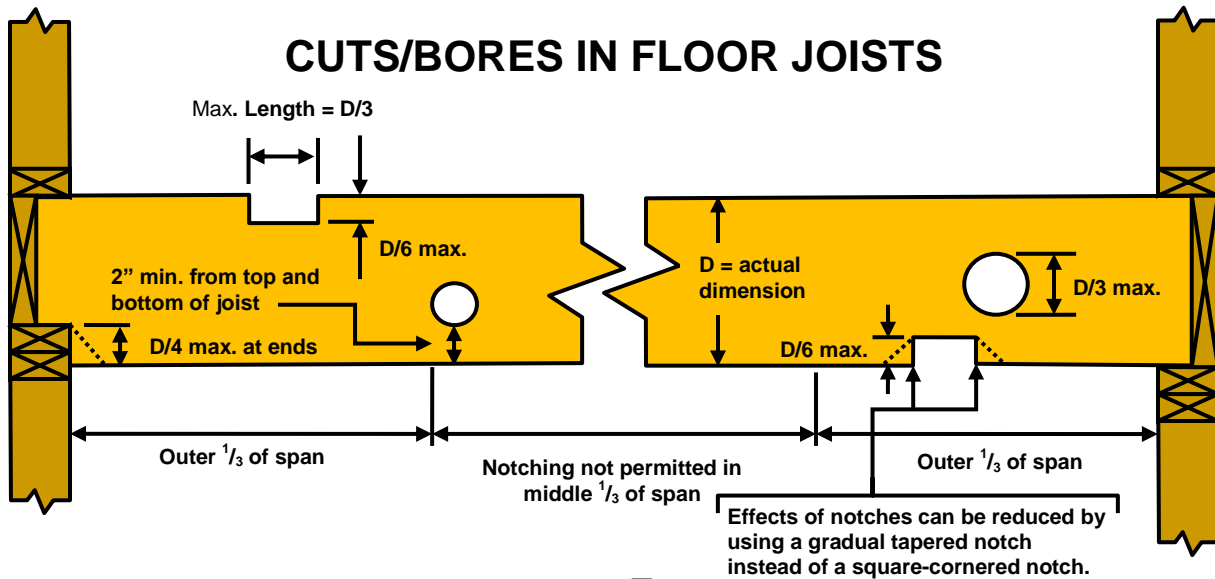 CUTS/BORES IN FLOOR JOISTS
Max. Length = D/3
D/6 max.
2” min. from top and
bottom of joist
D/4 max. at ends
D = actual
dimension
D/3 max.
D/6 max.
Outer 1/3 of span
Notching not permitted in
middle 1/3 of span
Outer 1/3 of span
Effects of notches can be reduced by
using a gradual tapered notch
instead of a square-cornered notch.